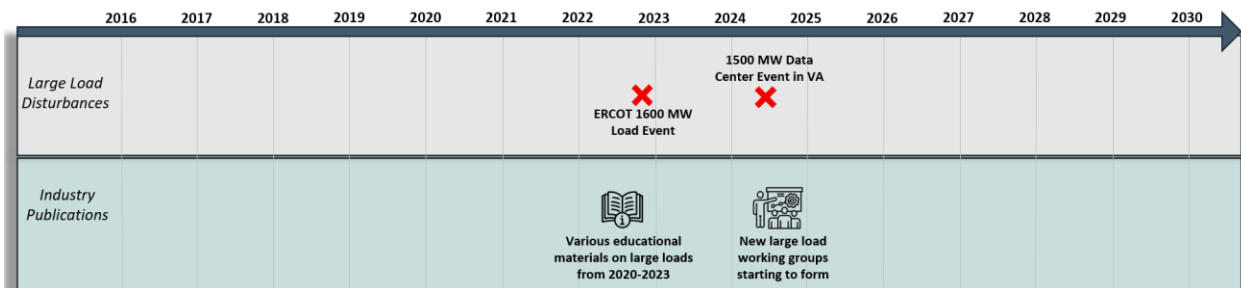 2016 2017 2018 2019 2020 2021 2022 2023 2024 2025 2026 2027 2028 2029 2030
Large Load
Disturbances
ERCOT 1600 MW
Load Event
1500 MW Data
Center Event in VA
Industry
Publications
Various educational
materials on large loads
from 2020-2023
New large load
working groups
starting to form